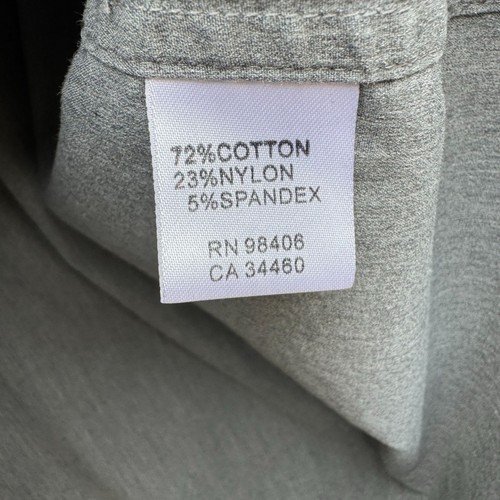 72%COTTON
23%NYLON
5%SPANDEX
RN 98406
CA 34460